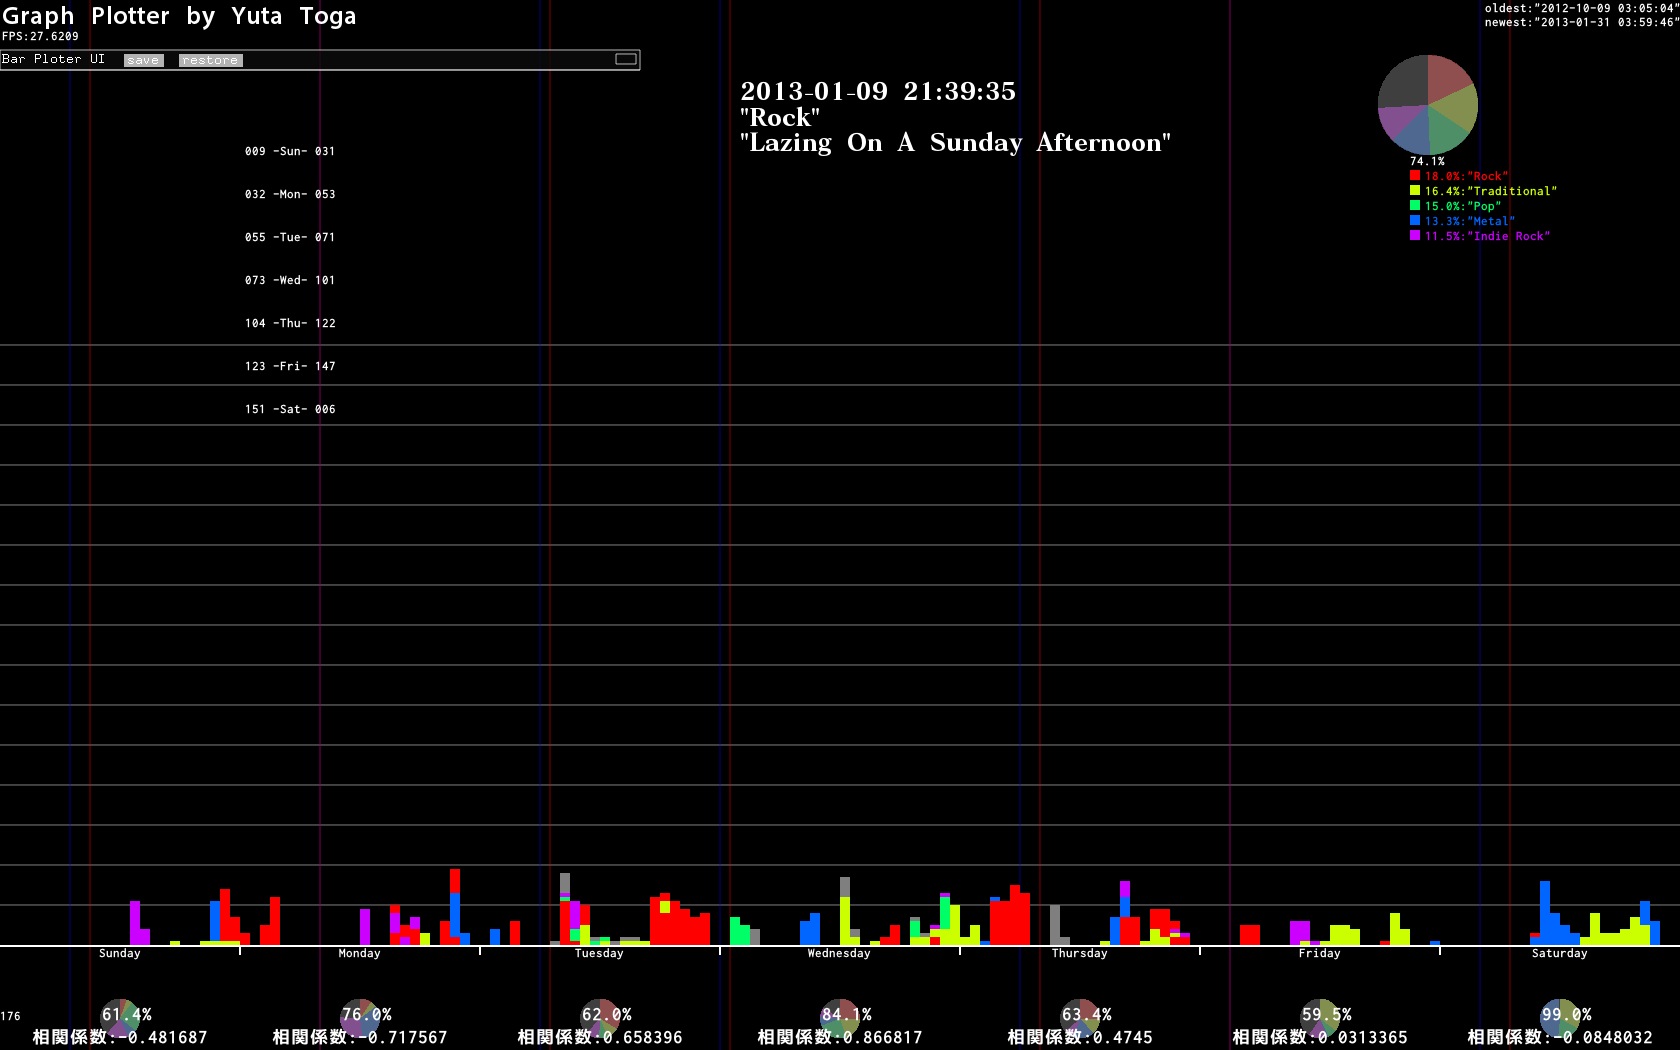 Graph Plotter by Yuta Toga
FPS:27.6209
oldest:"2012-10-09 03:05:04"
newest:"2013-01-31 03:59:46"
Bar Ploter UI save restore
2013-01-09 21:39:35
"Rock"
"Lazing On A Sunday Afternoon"
74.1%
18.0%:"Rock"
16.4%:"Traditional"
15.0%:"Pop"
13.3%:"Metal"
11.5%:"Indie Rock"
009 -Sun- 031
032 -Mon- 053
055 -Tue- 071
073 -Wed- 101
104 -Thu- 122
123 -Fri- 147
151 -Sat- 006
Sunday Monday Tuesday Wednesday Thursday Friday Saturday
176 61.4% 76.0% 62.0% 84.1% 63.4% 59.5% 99.0%
相関係数:-0.481687 相関係数:-0.717567 相関係数:0.658396 相関係数:0.866817 相関係数:0.4745 相関係数:0.0313365 相関係数:-0.0848032